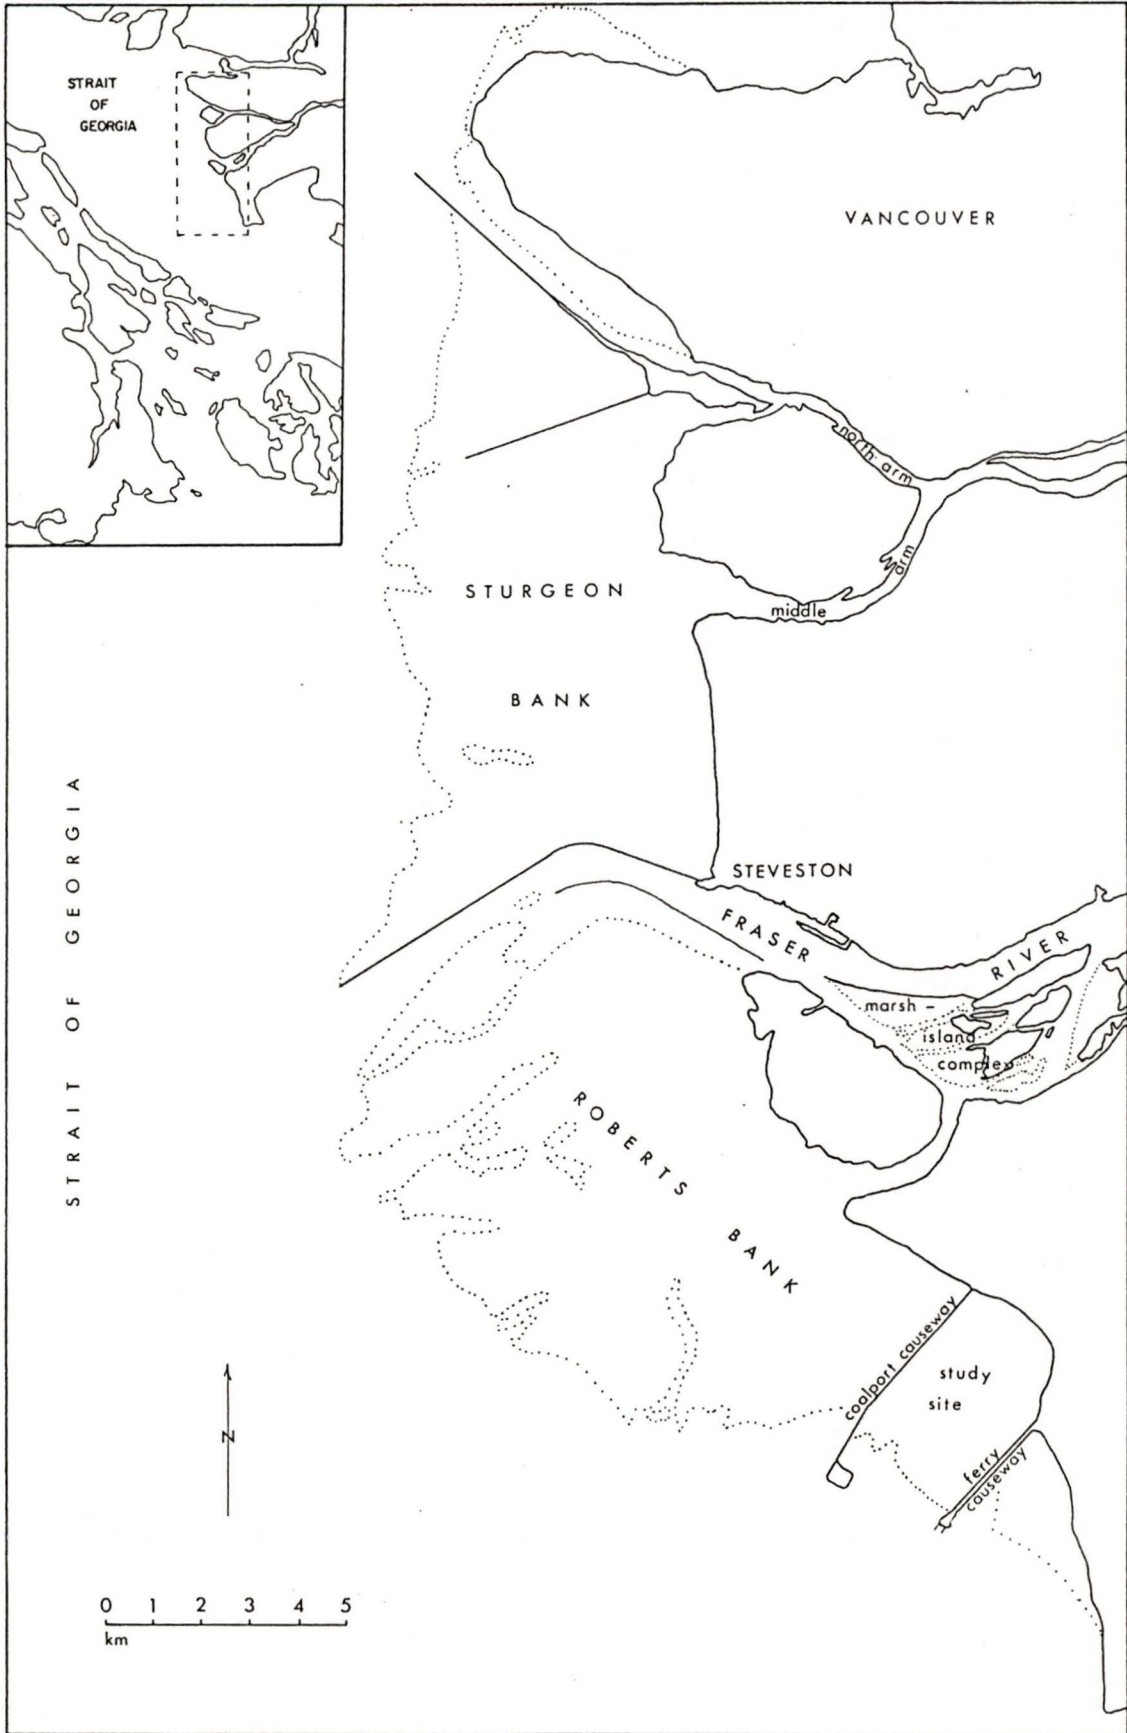 STRAIT
OF
GEORGIA
VANCOUVER
north arm
middle arm
STURGEON
BANK
STRAIT OF GEORGIA
STEVESTON
FRASER RIVER
marsh –
island
complex
ROBERTS BANK
coalport causeway
study
site
ferry
causeway
N
0 1 2 3 4 5
km